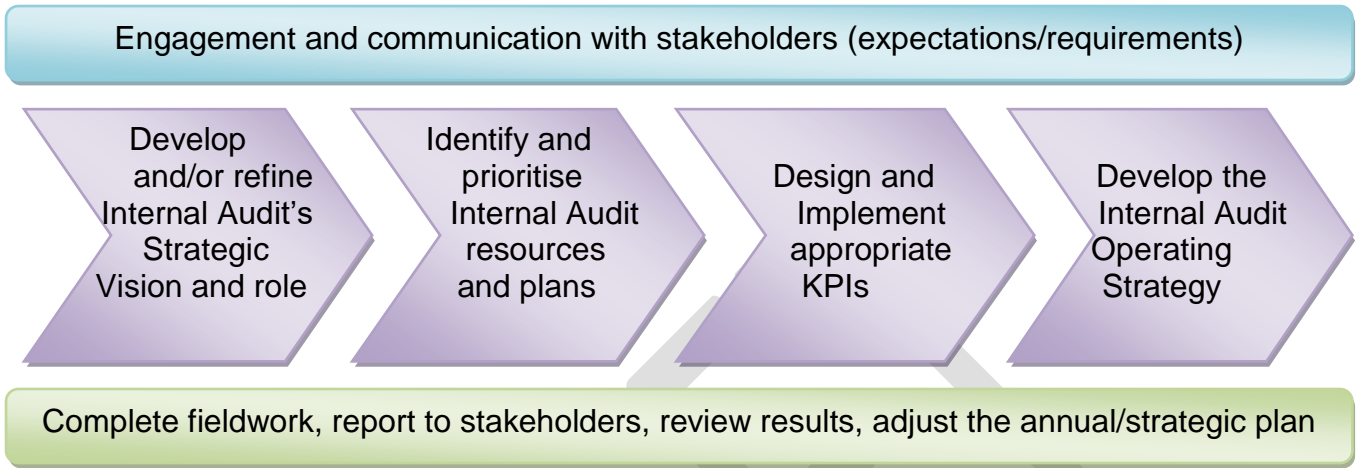 Engagement and communication with stakeholders (expectations/requirements)
Develop
and/or refine
Internal Audit’s
Strategic
Vision and role
Identify and
prioritise
Internal Audit
resources
and plans
Design and
Implement
appropriate
KPIs
Develop the
Internal Audit
Operating
Strategy
Complete fieldwork, report to stakeholders, review results, adjust the annual/strategic plan